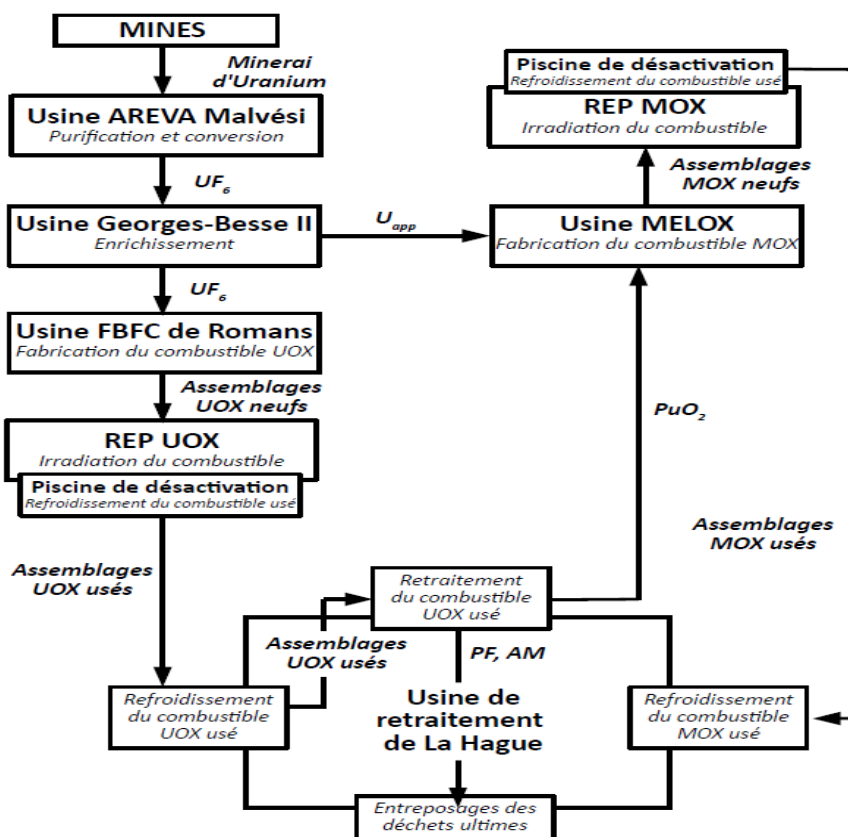 MINES
Minerai
d'Uranium
Usine AREVA Malvési
Purification et conversion
UF6
Usine Georges-Besse II
Enrichissement
Uapp
UF6
Usine FBFC de Romans
Fabrication du combustible UOX
Assemblages
UOX neufs
REP UOX
Irradiation du combustible
Piscine de désactivation
Refroidissement du combustible usé
Assemblages
UOX usés
Piscine de désactivation
Refroidissement du combustible usé
REP MOX
Irradiation du combustible
Assemblages
MOX neufs
Usine MELOX
Fabrication du combustible MOX
PuO2
Assemblages
MOX usés
Retraitement
du combustible
UOX usé
Assemblages
UOX usés
PF, AM
Refroidissement
du combustible
UOX usé
Usine de
retraitement
de La Hague
Refroidissement
du combustible
MOX usé
Entreposages des
déchets ultimes